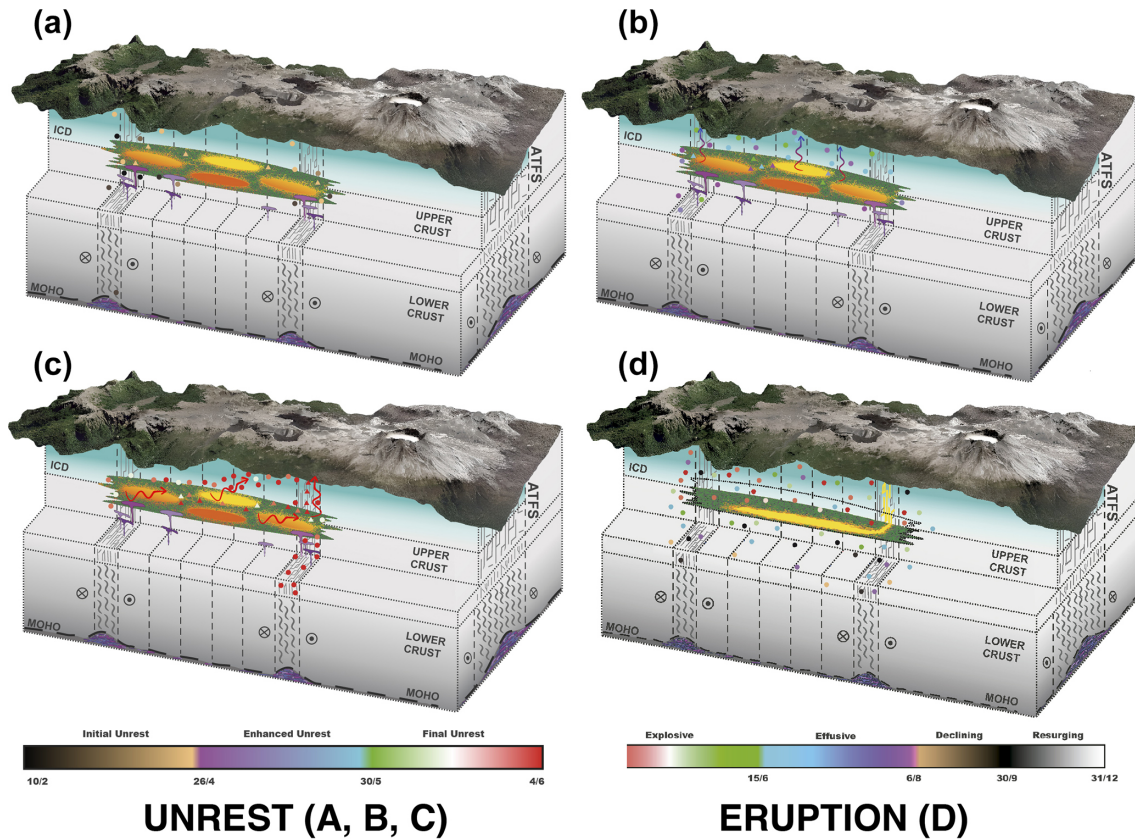 (a)
ICD
ATFS
UPPER
CRUST
LOWER
CRUST
MOHO
MOHO
(b)
ICD
ATFS
UPPER
CRUST
LOWER
CRUST
MOHO
MOHO
(c)
ICD
ATFS
UPPER
CRUST
LOWER
CRUST
MOHO
MOHO
(d)
ICD
ATFS
UPPER
CRUST
LOWER
CRUST
MOHO
MOHO
Initial Unrest Enhanced Unrest Final Unrest
10/2 26/4 30/5 4/6
UNREST (A, B, C)
Explosive Effusive Declining Resurging
15/6 6/8 30/9 31/12
ERUPTION (D)